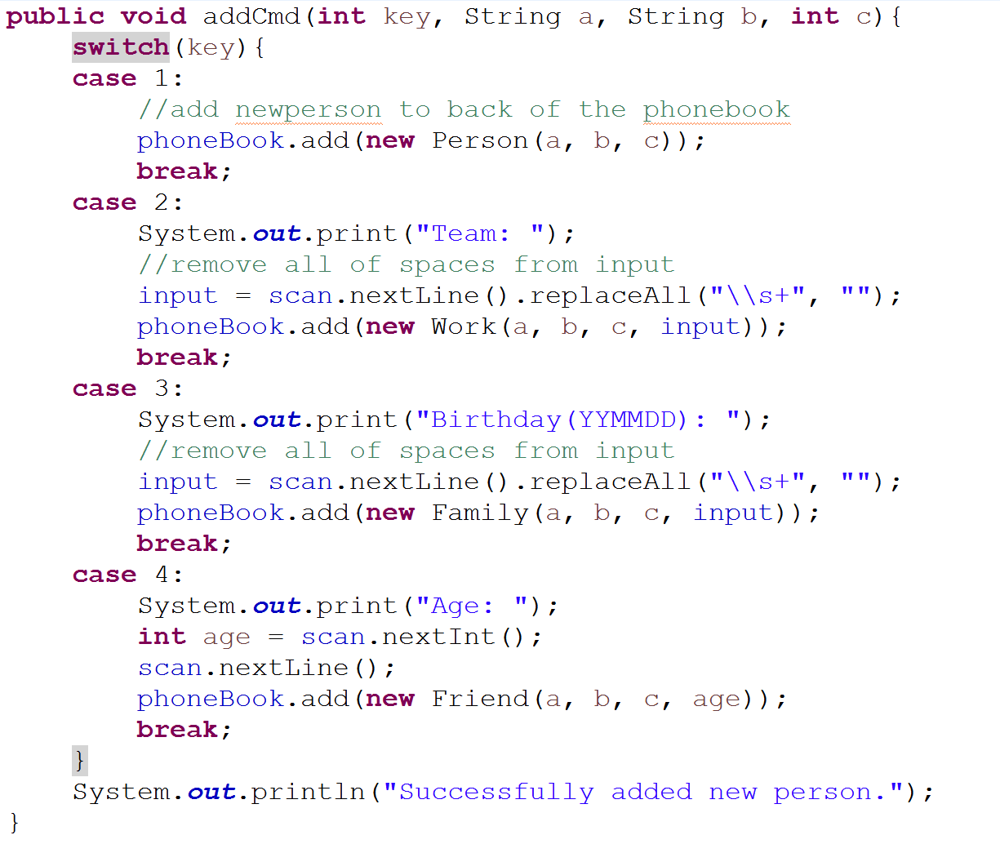 public void addCmd(int key, String a, String b, int c){
    switch(key){
    case 1:
        //add newperson to back of the phonebook
        phoneBook.add(new Person(a, b, c));
        break;
    case 2:
        System.out.print("Team: ");
        //remove all of spaces from input
        input = scan.nextLine().replaceAll("\\s+", "");
        phoneBook.add(new Work(a, b, c, input));
        break;
    case 3:
        System.out.print("Birthday(YYMMDD): ");
        //remove all of spaces from input
        input = scan.nextLine().replaceAll("\\s+", "");
        phoneBook.add(new Family(a, b, c, input));
        break;
    case 4:
        System.out.print("Age: ");
        int age = scan.nextInt();
        scan.nextLine();
        phoneBook.add(new Friend(a, b, c, age));
        break;
    }
    System.out.println("Successfully added new person.");
}